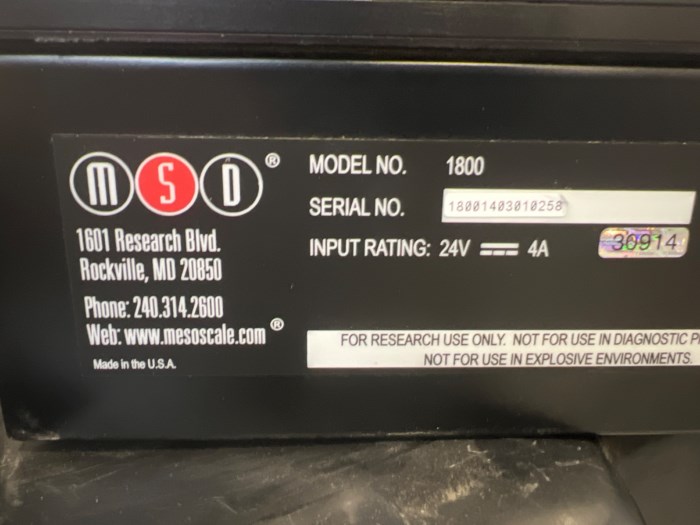 MSD®
1601 Research Blvd.
Rockville, MD 20850
Phone: 240.314.2600
Web: www.mesoscale.com®
Made in the U.S.A.
MODEL NO. 1800
SERIAL NO. 18001403010258
INPUT RATING: 24V ⎓ 4A
30914
FOR RESEARCH USE ONLY. NOT FOR USE IN DIAGNOSTIC P
NOT FOR USE IN EXPLOSIVE ENVIRONMENTS.